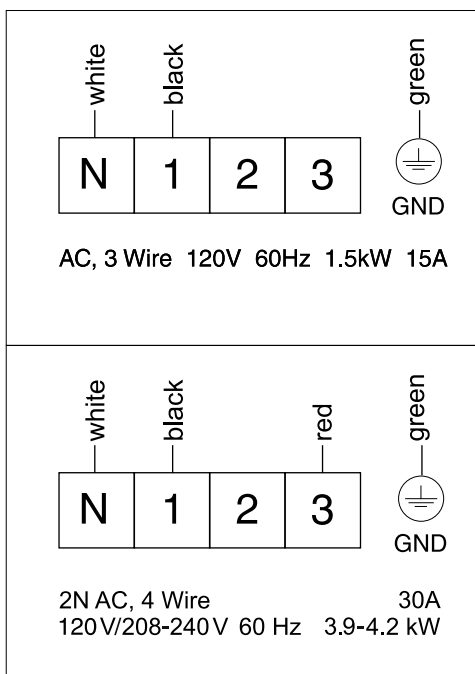 white black green
N 1 2 3
GND
AC, 3 Wire 120V 60Hz 1.5kW 15A
white black red green
N 1 2 3
GND
2N AC, 4 Wire 30A
120V/208-240V 60 Hz 3.9-4.2 kW